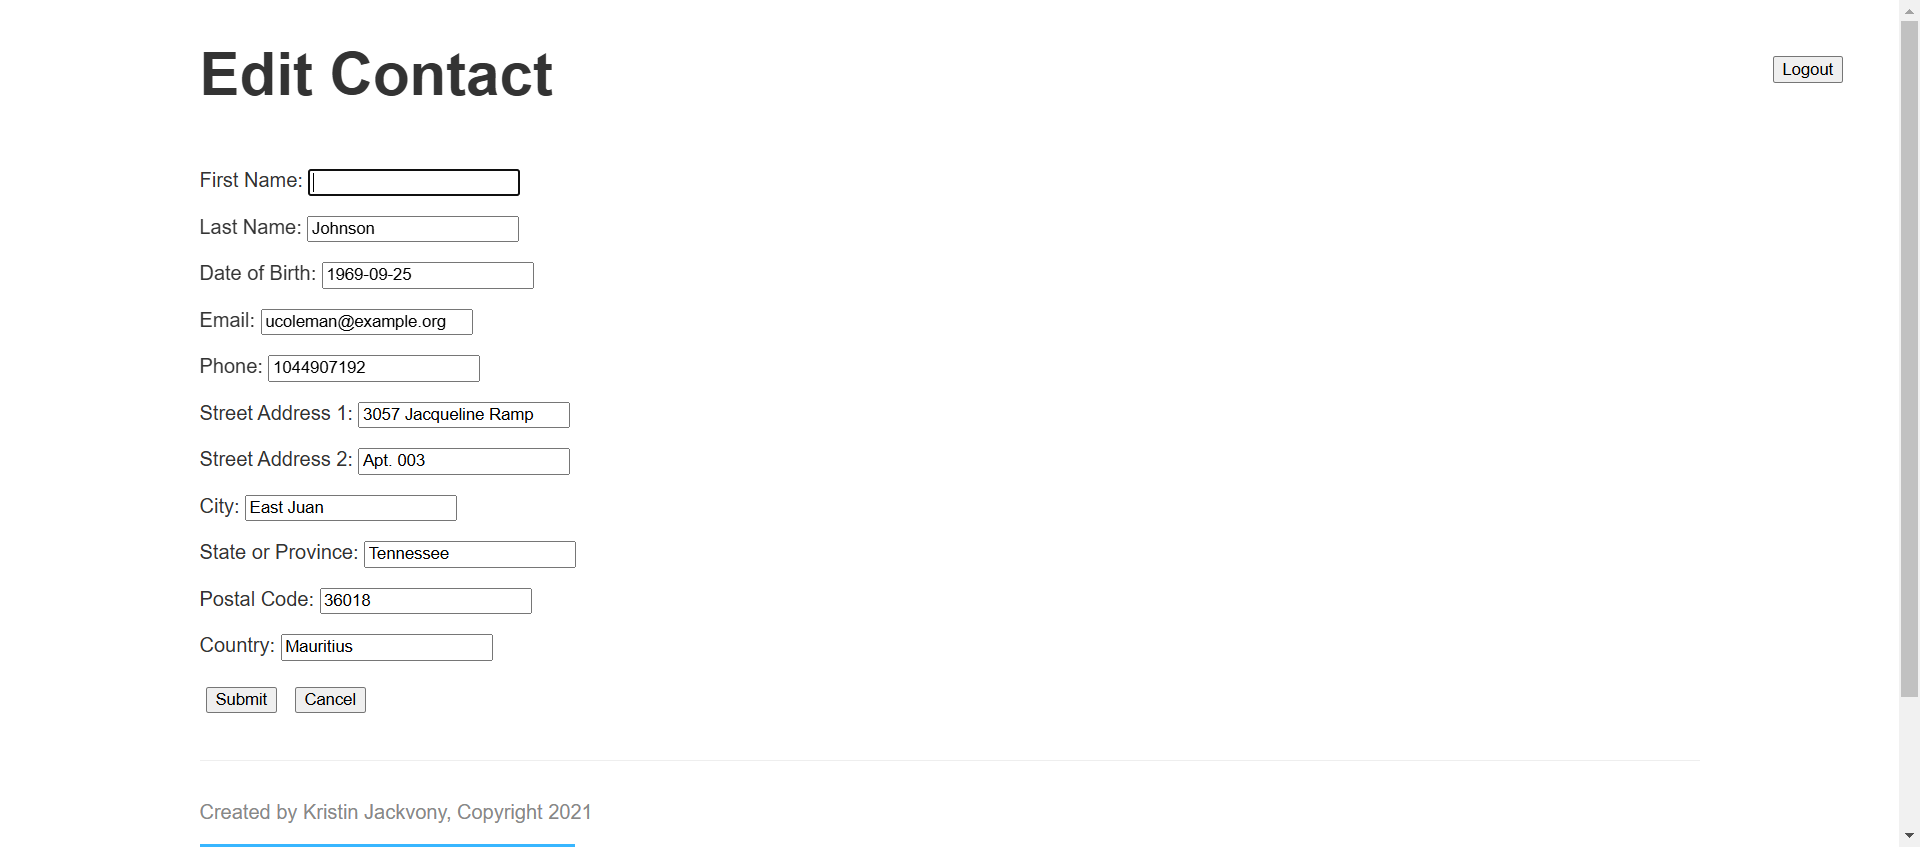 Edit Contact
Logout
First Name:
Last Name: Johnson
Date of Birth: 1969-09-25
Email: ucoleman@example.org
Phone: 1044907192
Street Address 1: 3057 Jacqueline Ramp
Street Address 2: Apt. 003
City: East Juan
State or Province: Tennessee
Postal Code: 36018
Country: Mauritius
Submit Cancel
Created by Kristin Jackvony, Copyright 2021